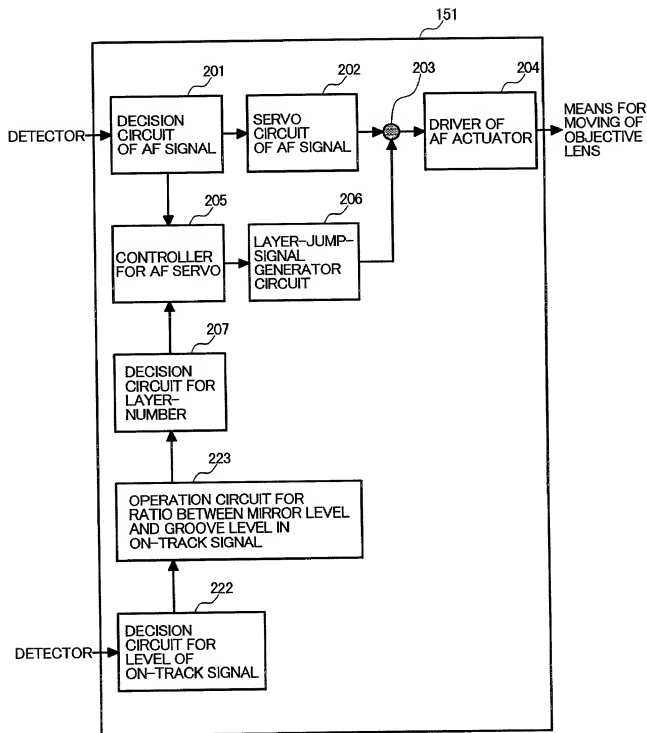 151
201
202
203
204
DETECTOR
DECISION
CIRCUIT
OF AF SIGNAL
SERVO
CIRCUIT
OF AF SIGNAL
DRIVER OF
AF ACTUATOR
MEANS FOR
MOVING OF
OBJECTIVE
LENS
205
206
CONTROLLER
FOR AF SERVO
LAYER-JUMP-
SIGNAL
GENERATOR
CIRCUIT
207
DECISION
CIRCUIT FOR
LAYER-
NUMBER
223
OPERATION CIRCUIT FOR
RATIO BETWEEN MIRROR LEVEL
AND GROOVE LEVEL IN
ON-TRACK SIGNAL
222
DETECTOR
DECISION
CIRCUIT FOR
LEVEL OF
ON-TRACK SIGNAL